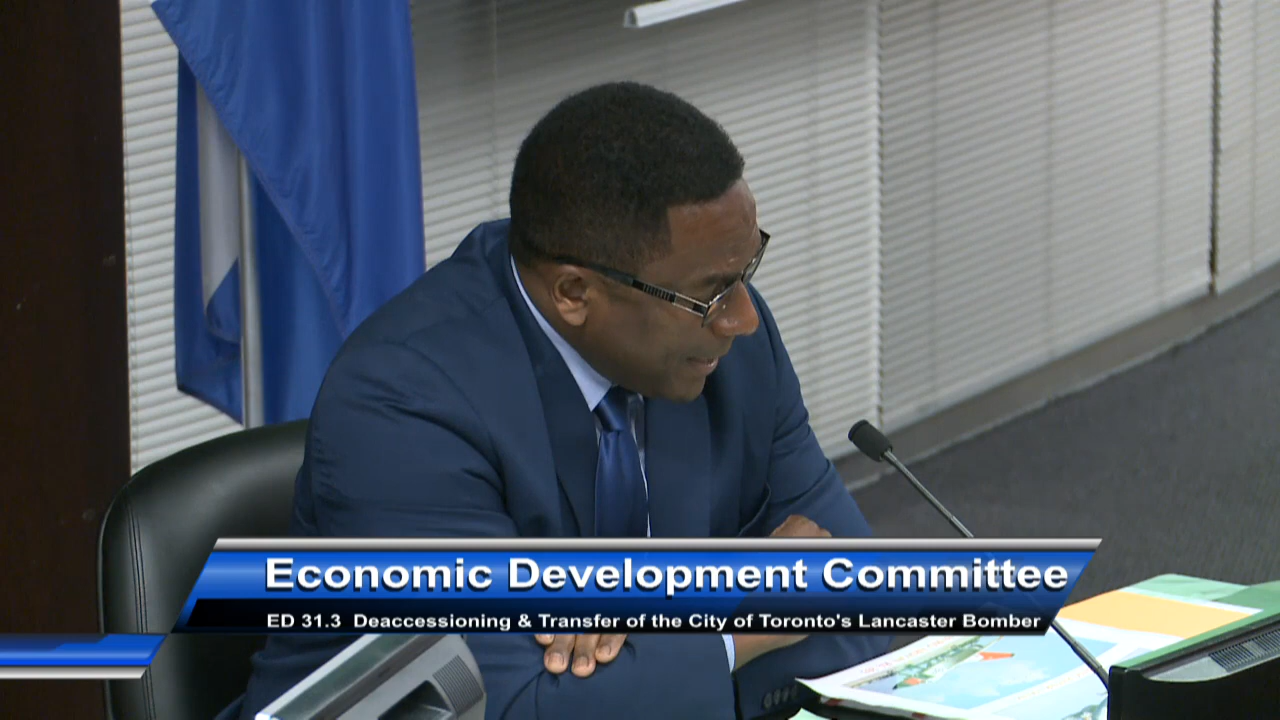 Economic Development Committee
ED 31.3 Deaccessioning & Transfer of the City of Toronto's Lancaster Bomber